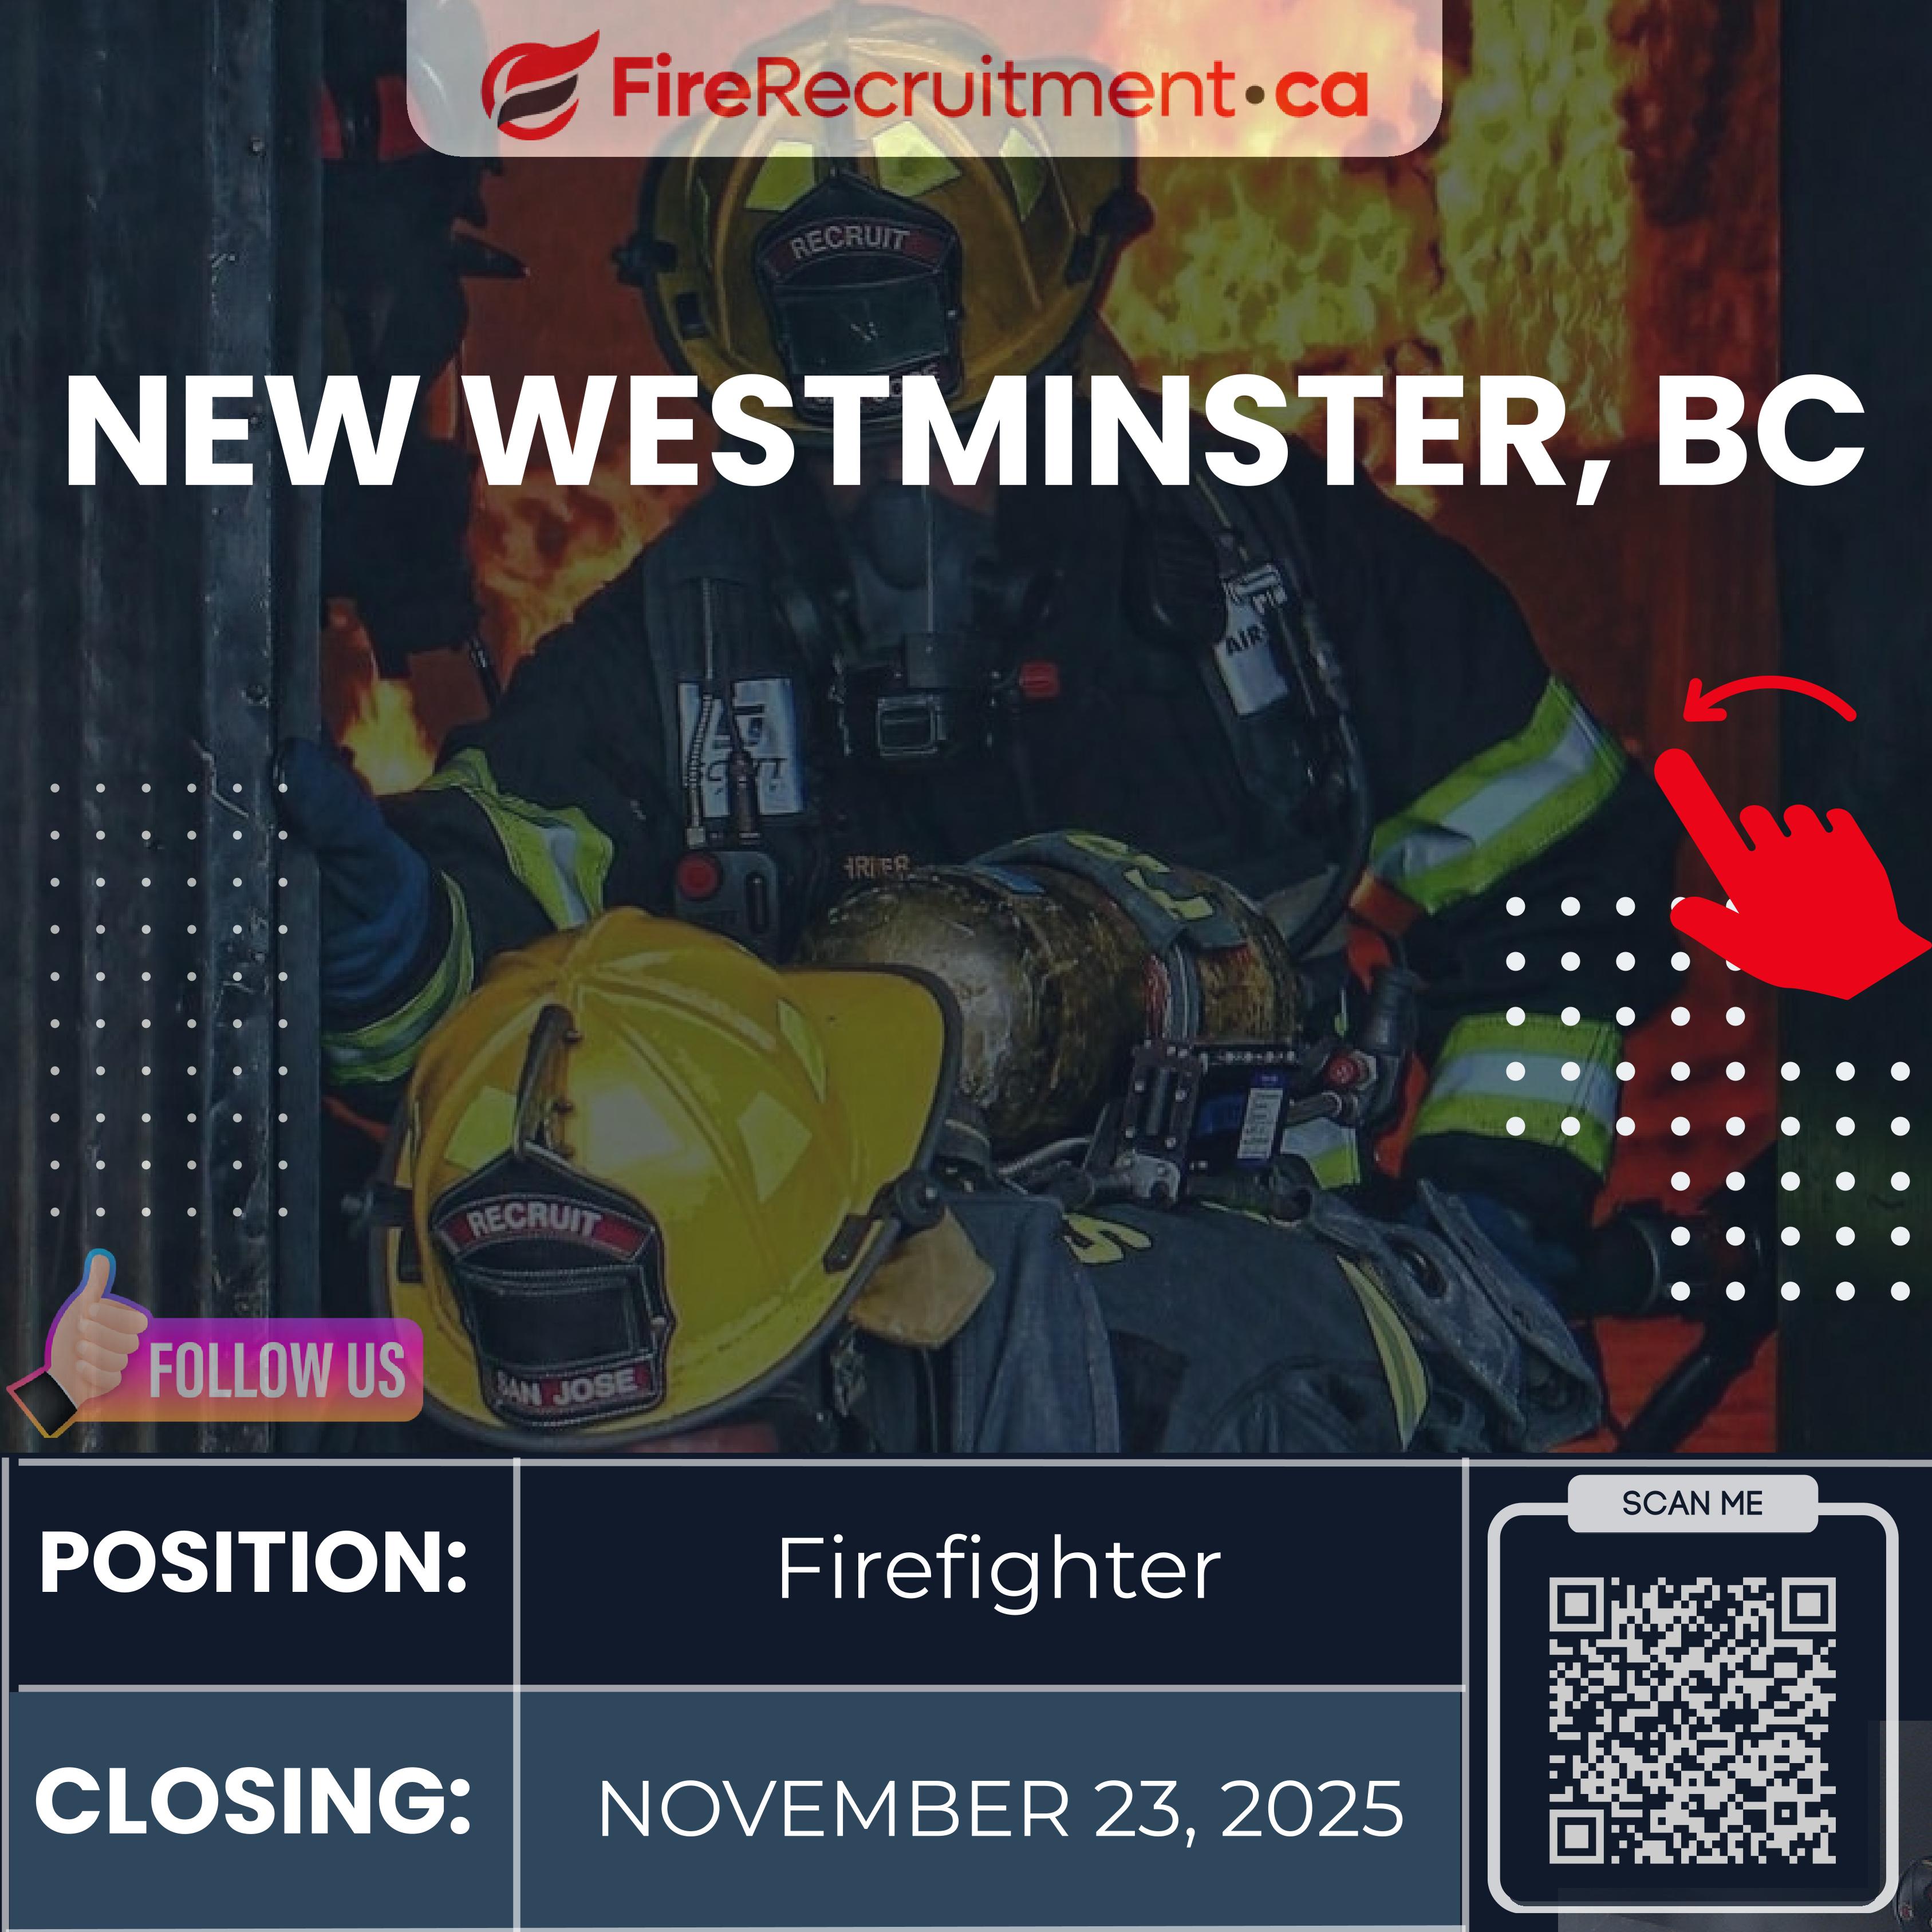 FireRecruitment.ca
RECRUIT
NEW WESTMINSTER, BC
AIR
RECRUIT
SAN JOSE
FOLLOW US
SCAN ME
POSITION:
Firefighter
CLOSING:
NOVEMBER 23, 2025